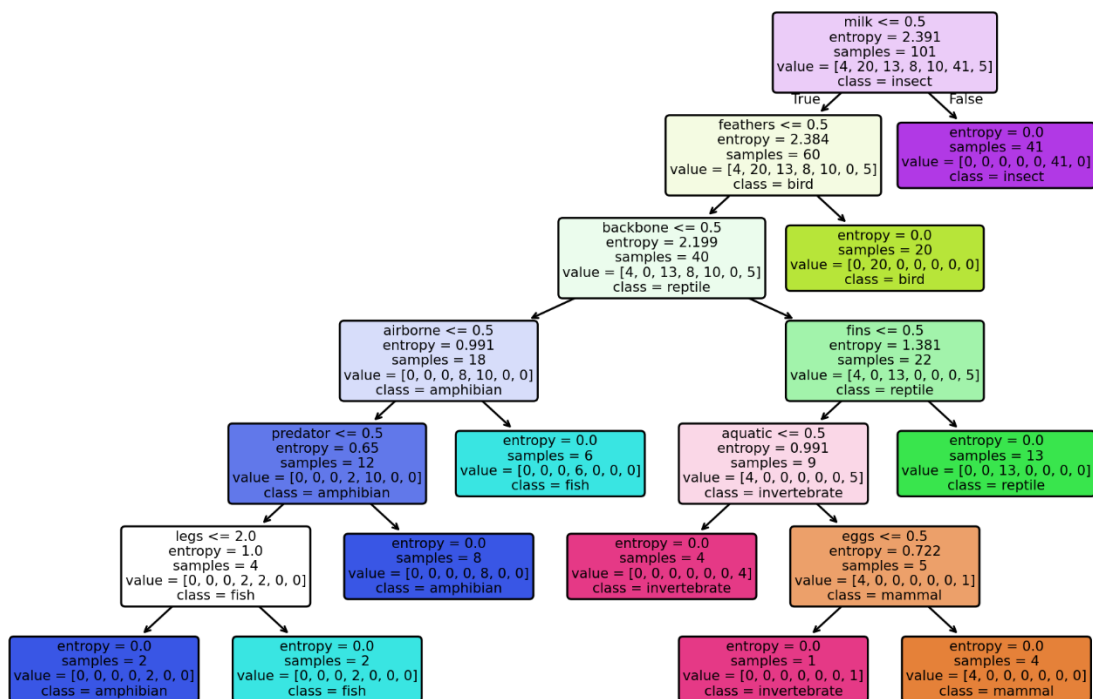 milk <= 0.5
entropy = 2.391
samples = 101
value = [4, 20, 13, 8, 10, 41, 5]
class = insect
True
False
feathers <= 0.5
entropy = 2.384
samples = 60
value = [4, 20, 13, 8, 10, 0, 5]
class = bird
entropy = 0.0
samples = 41
value = [0, 0, 0, 0, 0, 41, 0]
class = insect
backbone <= 0.5
entropy = 2.199
samples = 40
value = [4, 0, 13, 8, 10, 0, 5]
class = reptile
entropy = 0.0
samples = 20
value = [0, 20, 0, 0, 0, 0, 0]
class = bird
airborne <= 0.5
entropy = 0.991
samples = 18
value = [0, 0, 0, 8, 10, 0, 0]
class = amphibian
fins <= 0.5
entropy = 1.381
samples = 22
value = [4, 0, 13, 0, 0, 0, 5]
class = reptile
predator <= 0.5
entropy = 0.65
samples = 12
value = [0, 0, 0, 2, 10, 0, 0]
class = amphibian
entropy = 0.0
samples = 6
value = [0, 0, 0, 6, 0, 0, 0]
class = fish
aquatic <= 0.5
entropy = 0.991
samples = 9
value = [4, 0, 0, 0, 0, 0, 5]
class = invertebrate
entropy = 0.0
samples = 13
value = [0, 0, 13, 0, 0, 0, 0]
class = reptile
legs <= 2.0
entropy = 1.0
samples = 4
value = [0, 0, 0, 2, 2, 0, 0]
class = fish
entropy = 0.0
samples = 8
value = [0, 0, 0, 0, 8, 0, 0]
class = amphibian
entropy = 0.0
samples = 4
value = [0, 0, 0, 0, 0, 0, 4]
class = invertebrate
eggs <= 0.5
entropy = 0.722
samples = 5
value = [4, 0, 0, 0, 0, 0, 1]
class = mammal
entropy = 0.0
samples = 2
value = [0, 0, 0, 0, 2, 0, 0]
class = amphibian
entropy = 0.0
samples = 2
value = [0, 0, 0, 2, 0, 0, 0]
class = fish
entropy = 0.0
samples = 1
value = [0, 0, 0, 0, 0, 0, 1]
class = invertebrate
entropy = 0.0
samples = 4
value = [4, 0, 0, 0, 0, 0, 0]
class = mammal